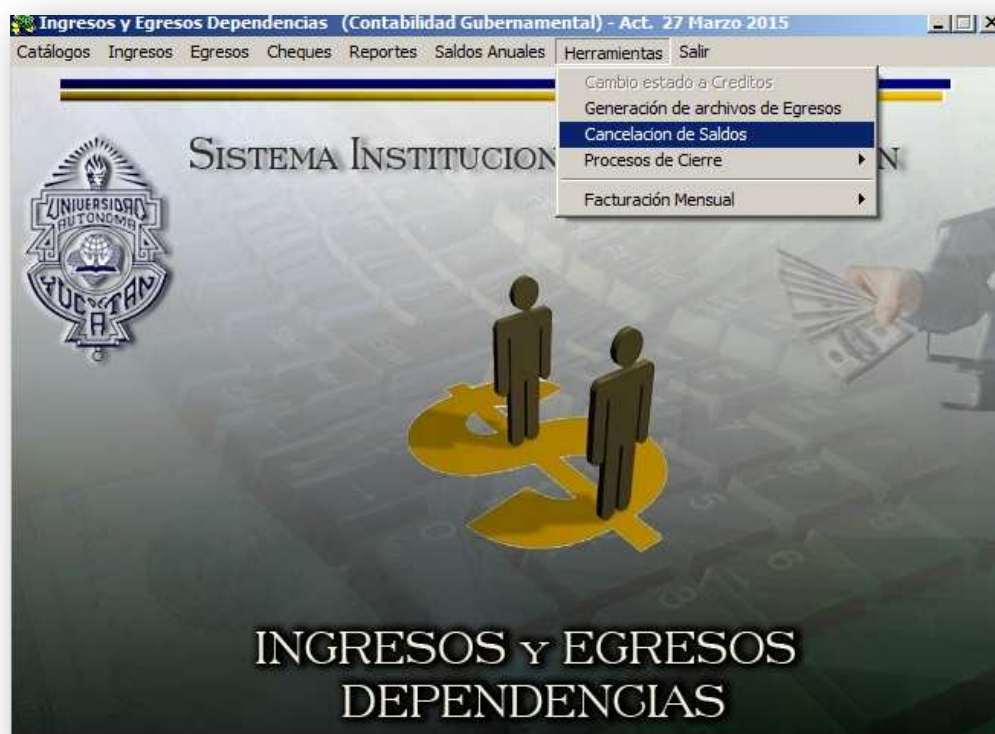 Ingresos y Egresos Dependencias (Contabilidad Gubernamental) - Act. 27 Marzo 2015
Catálogos Ingresos Egresos Cheques Reportes Saldos Anuales Herramientas Salir
Cambio estado a Creditos
Generación de archivos de Egresos
Cancelacion de Saldos
Procesos de Cierre
Facturación Mensual
SISTEMA INSTITUCION N
UNIVERSIDAD
AUTONOMA
YUCATAN
INGRESOS Y EGRESOS
DEPENDENCIAS